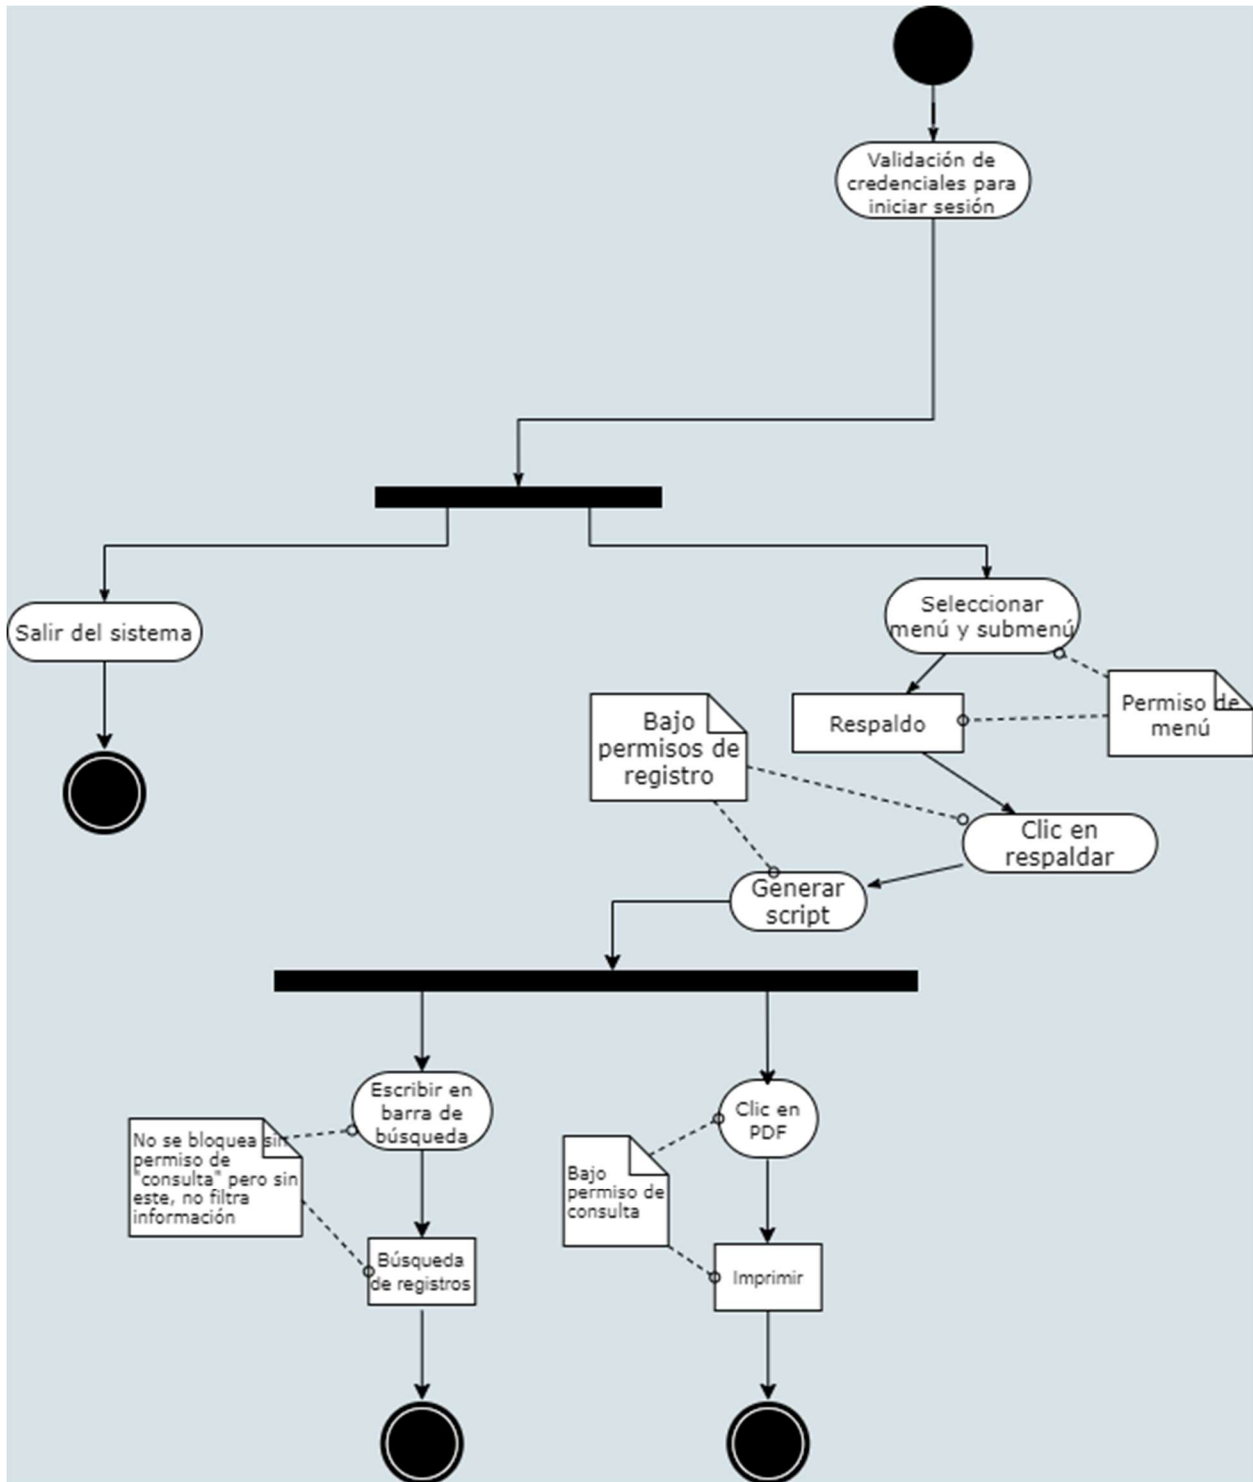 Validación de
credenciales para
iniciar sesión
Salir del sistema
Seleccionar
menú y submenú
Permiso de
menú
Respaldo
Bajo
permisos de
registro
Clic en
respaldar
Generar
script
Escribir en
barra de
búsqueda
No se bloquea sin
permiso de
"consulta" pero sin
este, no filtra
información
Búsqueda
de registros
Clic en
PDF
Bajo
permiso de
consulta
Imprimir